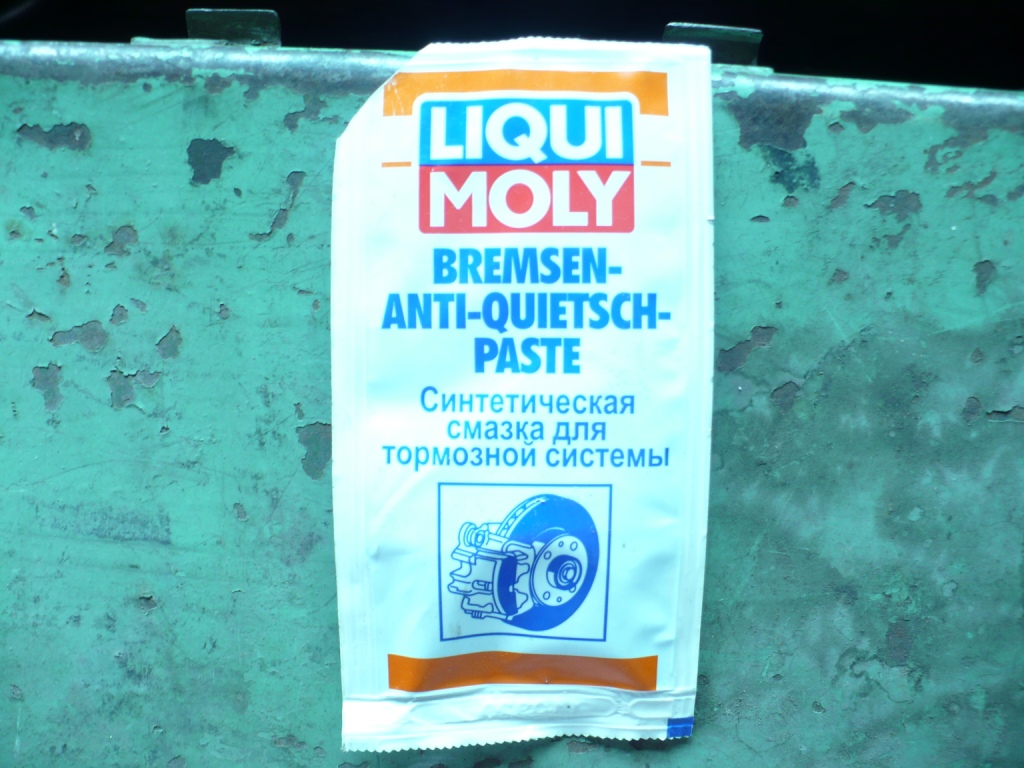 LIQUI
MOLY
BREMSEN-
ANTI-QUIETSCH-
PASTE
Синтетическая
смазка для
тормозной системы